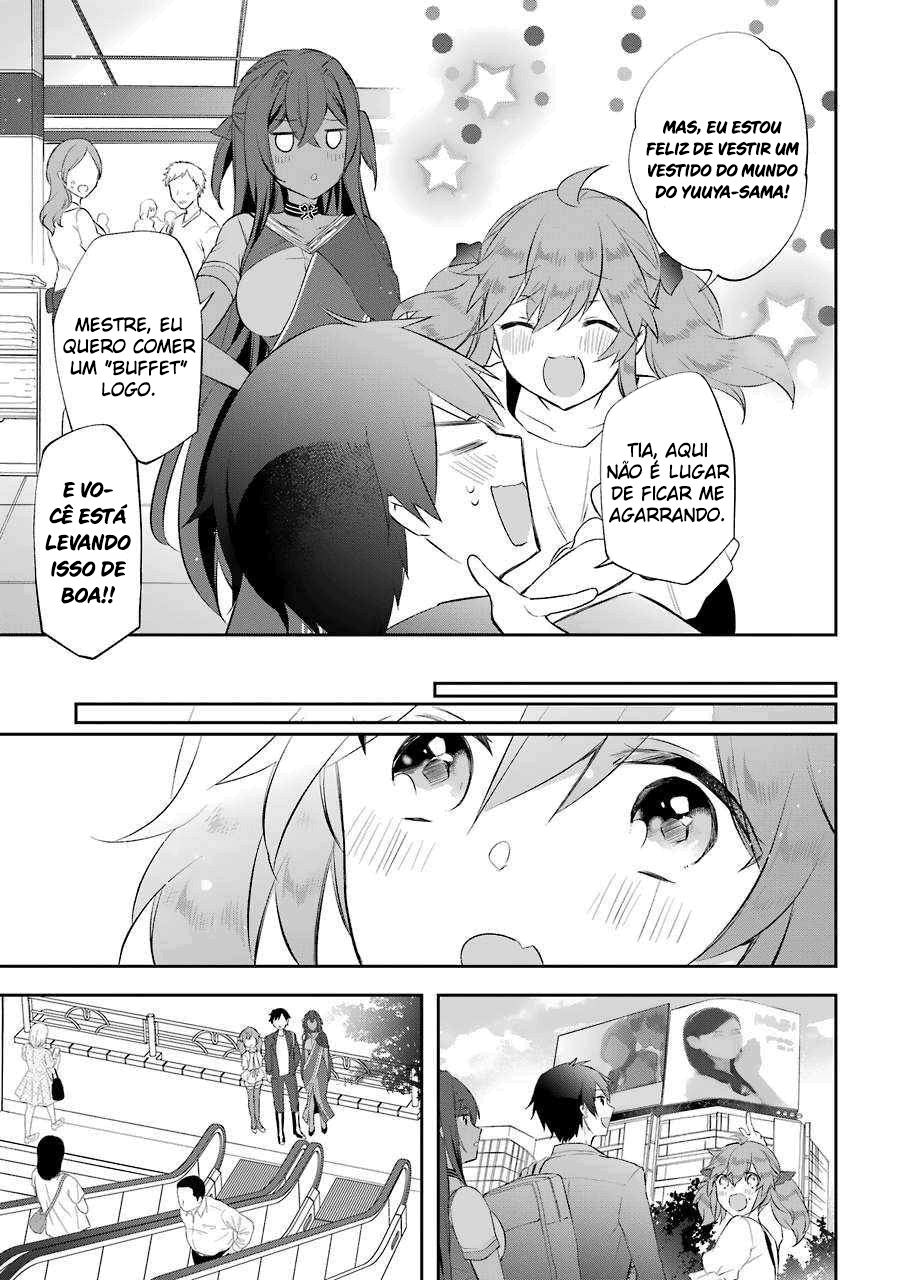 MAS, EU ESTOU
FELIZ DE VESTIR UM
VESTIDO DO MUNDO
DO YUUYA-SAMA!
TIA, AQUI
NÃO É LUGAR
DE FICAR ME
AGARRANDO.
MESTRE, EU
QUERO COMER
UM "BUFFET"
LOGO.
E VO-
CÊ ESTÁ
LEVANDO
ISSO DE
BOA!!